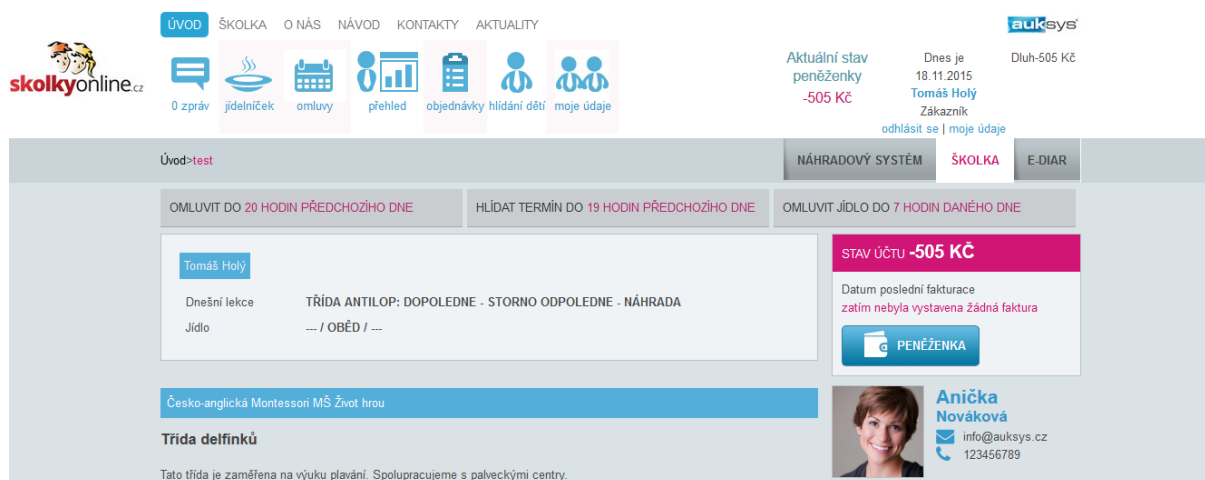 ÚVOD ŠKOLKA O NÁS NÁVOD KONTAKTY AKTUALITY
auksys
skolkyonline.cz
0 zpráv jídelníček omluvy přehled objednávky hlídání dětí moje údaje
Aktuální stav
peněženky
-505 Kč
Dnes je
18.11.2015
Tomáš Holý
Zákazník
odhlásit se | moje údaje
Dluh-505 Kč
Úvod>test
NÁHRADOVÝ SYSTÉM ŠKOLKA E-DIAR
OMLUVIT DO 20 HODIN PŘEDCHOZÍHO DNE
HLÍDAT TERMÍN DO 19 HODIN PŘEDCHOZÍHO DNE
OMLUVIT JÍDLO DO 7 HODIN DANÉHO DNE
Tomáš Holý
Dnešní lekce TŘÍDA ANTILOP: DOPOLEDNE - STORNO ODPOLEDNE - NÁHRADA
Jídlo --- / OBĚD / ---
STAV ÚČTU -505 KČ
Datum poslední fakturace
zatím nebyla vystavena žádná faktura
PENĚŽENKA
Česko-anglická Montessori MŠ Život hrou
Třída delfínků
Tato třída je zaměřena na výuku plavání. Spolupracujeme s palveckými centry.
Anička
Nováková
info@auksys.cz
123456789